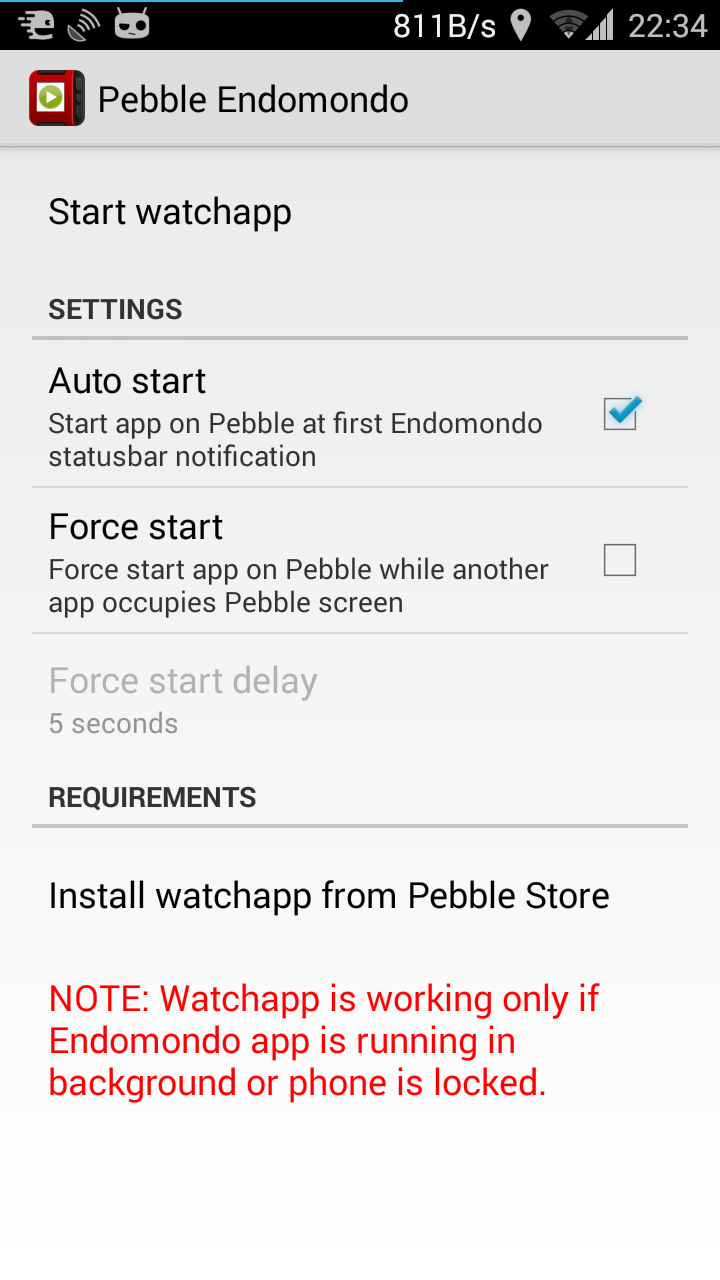 811B/s 22:34
Pebble Endomondo
Start watchapp
SETTINGS
Auto start
Start app on Pebble at first Endomondo
statusbar notification
Force start
Force start app on Pebble while another
app occupies Pebble screen
Force start delay
5 seconds
REQUIREMENTS
Install watchapp from Pebble Store
NOTE: Watchapp is working only if
Endomondo app is running in
background or phone is locked.